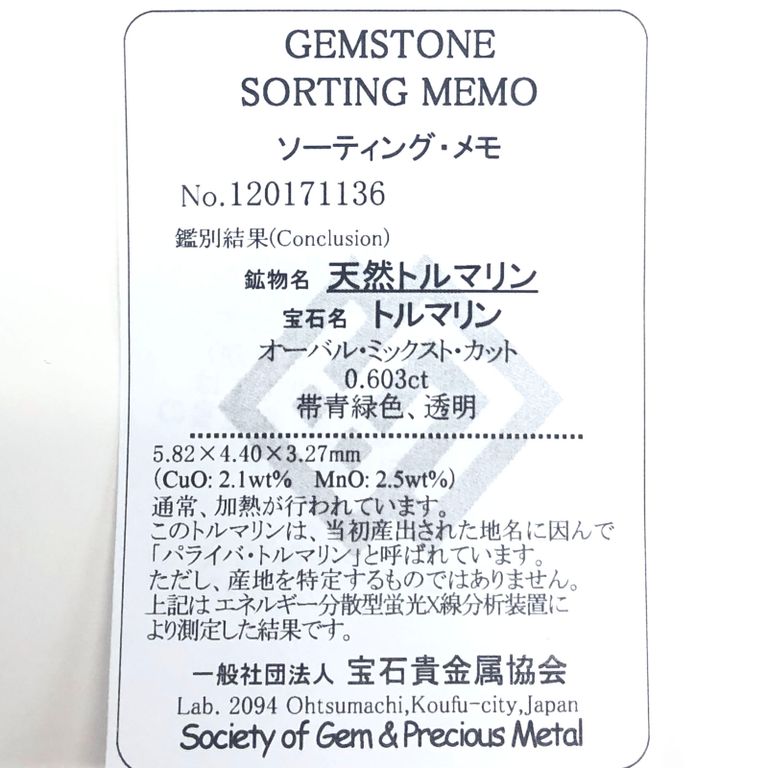 GEMSTONE
SORTING MEMO
ソーティング・メモ
No.120171136
鑑別結果(Conclusion)
鉱物名 天然トルマリン
宝石名 トルマリン
オーバル・ミックスト・カット
0.603ct
帯青緑色、透明
5.82×4.40×3.27mm
(CuO: 2.1wt% MnO: 2.5wt%)
通常、加熱が行われています。
このトルマリンは、当初産出された地名に因んで
「パライバ・トルマリン」と呼ばれています。
ただし、産地を特定するものではありません。
上記は エネルギー分散型蛍光X線分析装置に
より測定した結果です。
一般社団法人 宝石貴金属協会
Lab. 2094 Ohtsumachi,Koufu-city,Japan
Society of Gem & Precious Metal